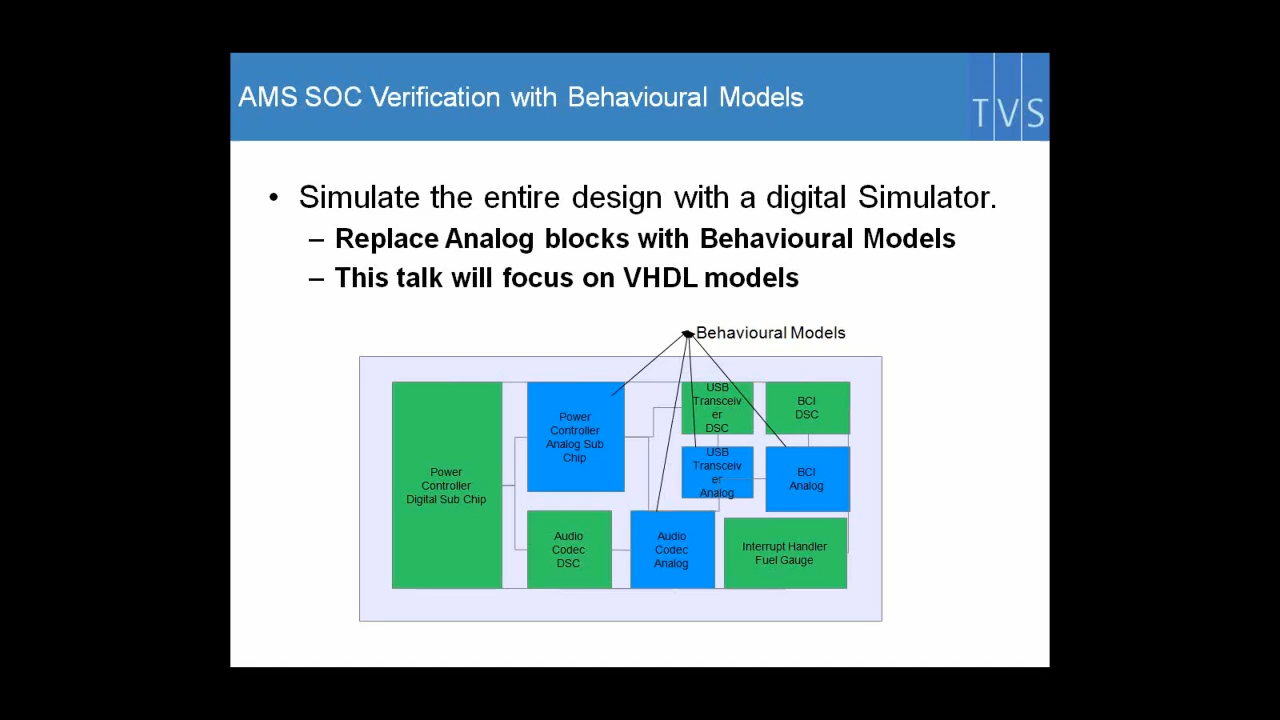 AMS SOC Verification with Behavioural Models
TVS
• Simulate the entire design with a digital Simulator.
– Replace Analog blocks with Behavioural Models
– This talk will focus on VHDL models
Behavioural Models
Power
Controller
Digital Sub Chip
Power
Controller
Analog Sub
Chip
USB
Transceiv
er
DSC
BCI
DSC
USB
Transceiv
er
Analog
BCI
Analog
Audio
Codec
DSC
Audio
Codec
Analog
Interrupt Handler
Fuel Gauge